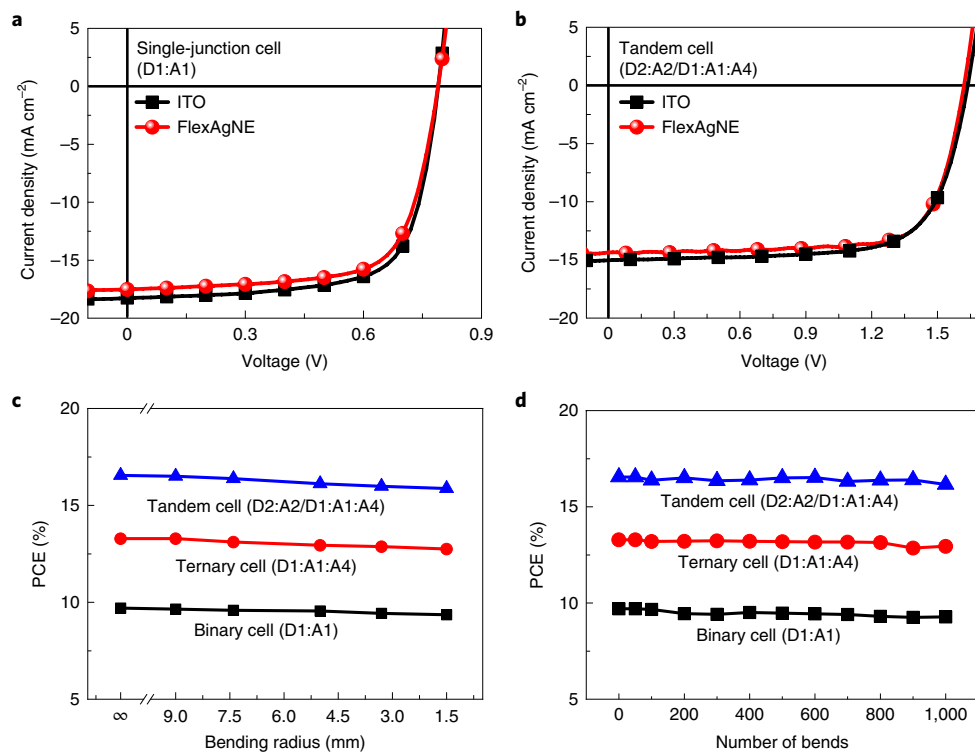 a
5
0
−5
−10
−15
−20
Current density (mA cm⁻²)
Single-junction cell
(D1:A1)
ITO
FlexAgNE
0
0.3
0.6
0.9
Voltage (V)
b
5
0
−5
−10
−15
−20
Current density (mA cm⁻²)
Tandem cell
(D2:A2/D1:A1:A4)
ITO
FlexAgNE
0
0.3
0.6
0.9
1.2
1.5
Voltage (V)
c
20
15
10
5
PCE (%)
Tandem cell (D2:A2/D1:A1:A4)
Ternary cell (D1:A1:A4)
Binary cell (D1:A1)
∞
9.0
7.5
6.0
4.5
3.0
1.5
Bending radius (mm)
d
20
15
10
5
PCE (%)
Tandem cell (D2:A2/D1:A1:A4)
Ternary cell (D1:A1:A4)
Binary cell (D1:A1)
0
200
400
600
800
1,000
Number of bends